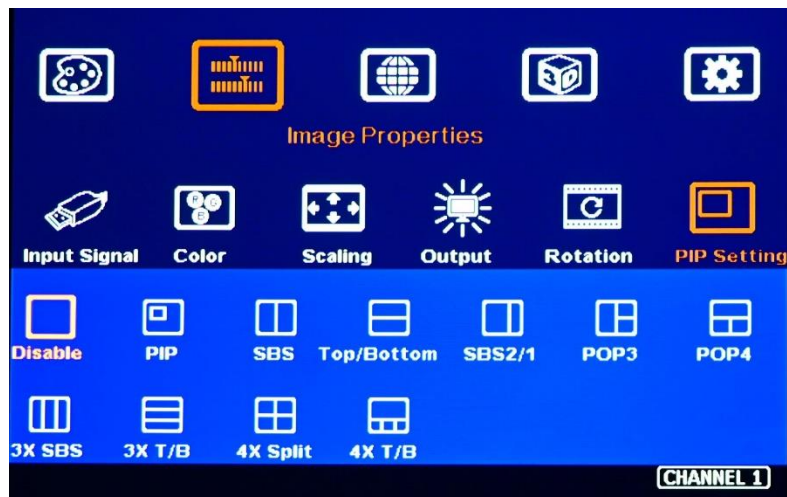 3D
Image Properties
R G
B
Input Signal Color Scaling Output Rotation PIP Setting
Disable PIP SBS Top/Bottom SBS2/1 POP3 POP4
3X SBS 3X T/B 4X Split 4X T/B
CHANNEL 1